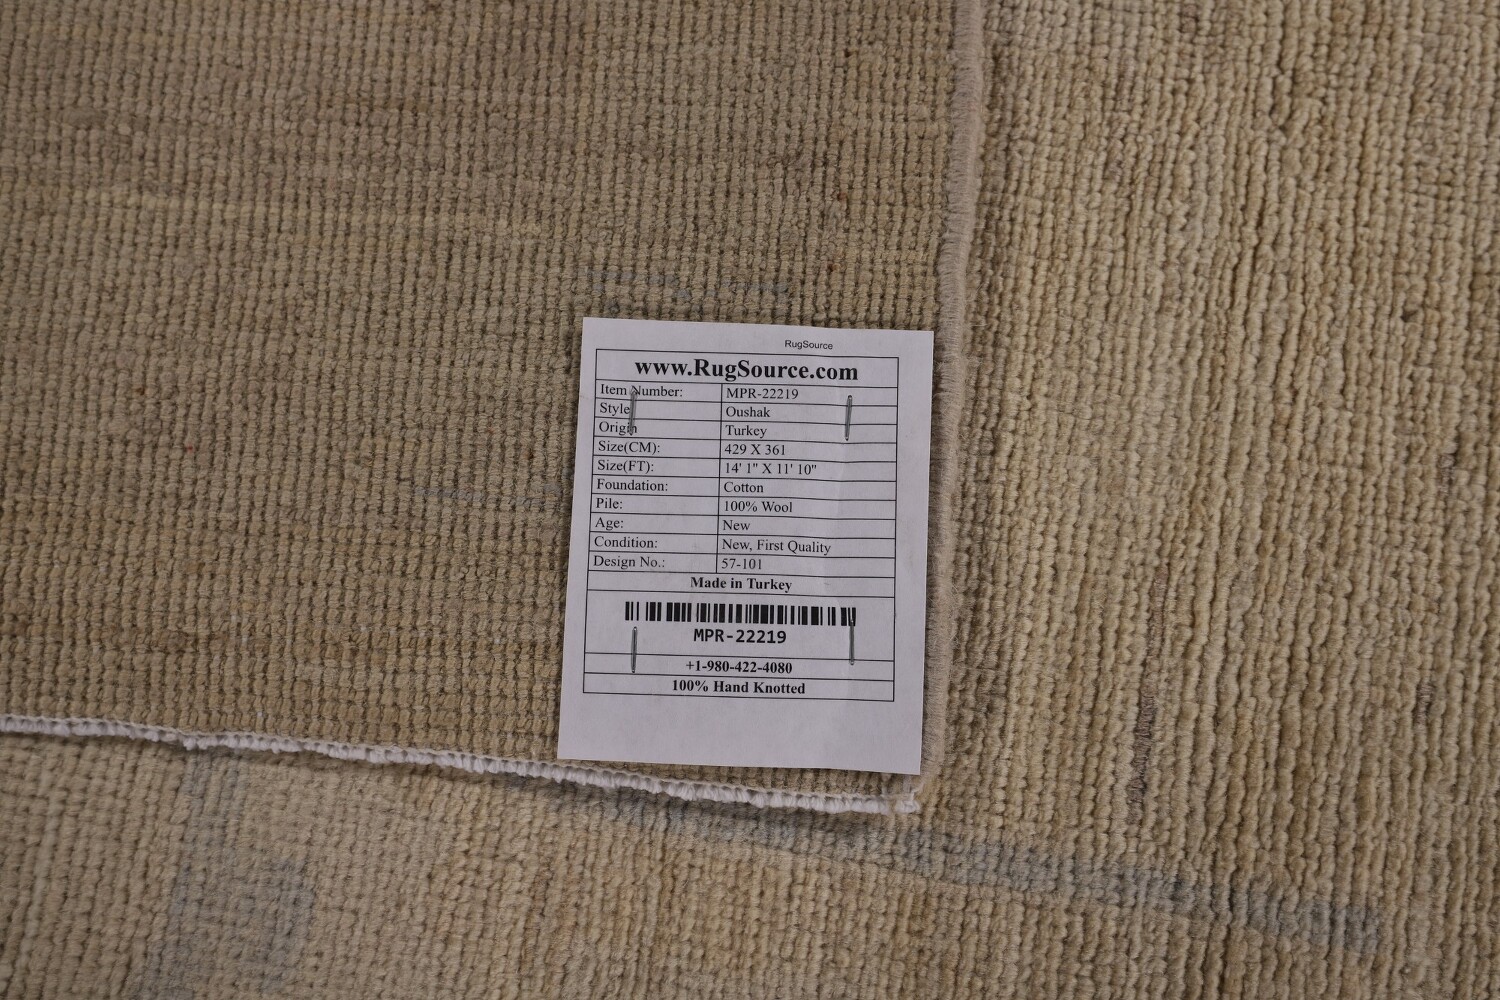 RugSource
www.RugSource.com
Item Number: MPR-22219
Style Oushak
Origin Turkey
Size(CM): 429 X 361
Size(FT): 14' 1" X 11' 10"
Foundation: Cotton
Pile: 100% Wool
Age: New
Condition: New, First Quality
Design No.: 57-101
Made in Turkey
MPR-22219
+1-980-422-4080
100% Hand Knotted